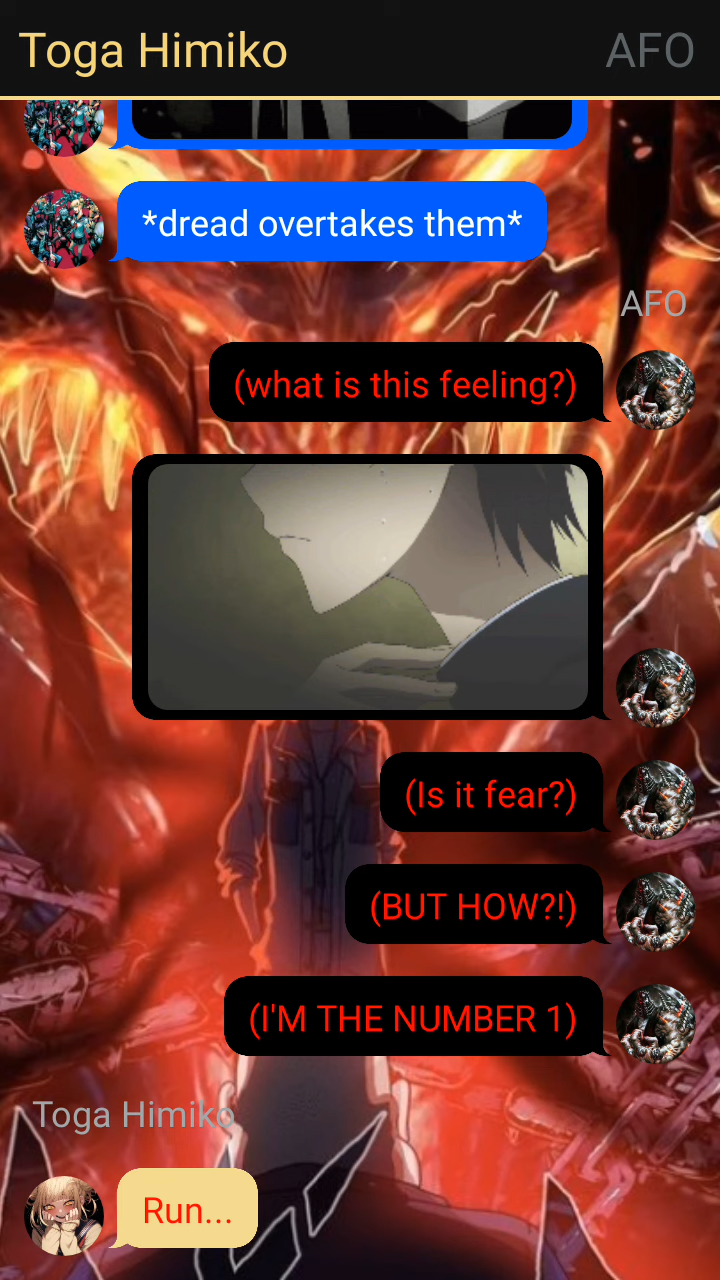 Toga Himiko
AFO
*dread overtakes them*
AFO
(what is this feeling?)
(Is it fear?)
(BUT HOW?!)
(I'M THE NUMBER 1)
Toga Himiko
Run...